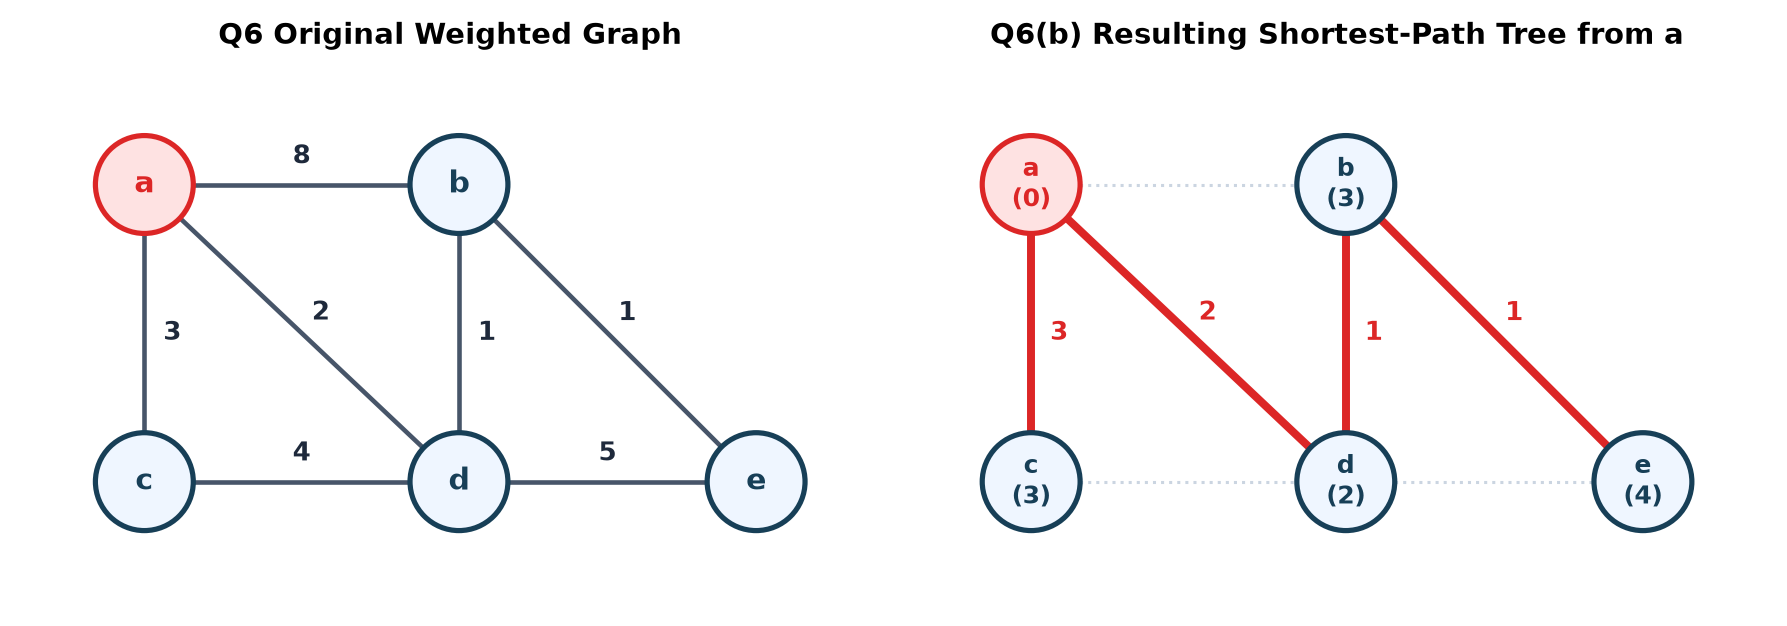 Q6 Original Weighted Graph
a
8
b
3
2
1
1
c
4
d
5
e
Q6(b) Resulting Shortest-Path Tree from a
a
(0)
b
(3)
3
2
1
1
c
(3)
d
(2)
e
(4)